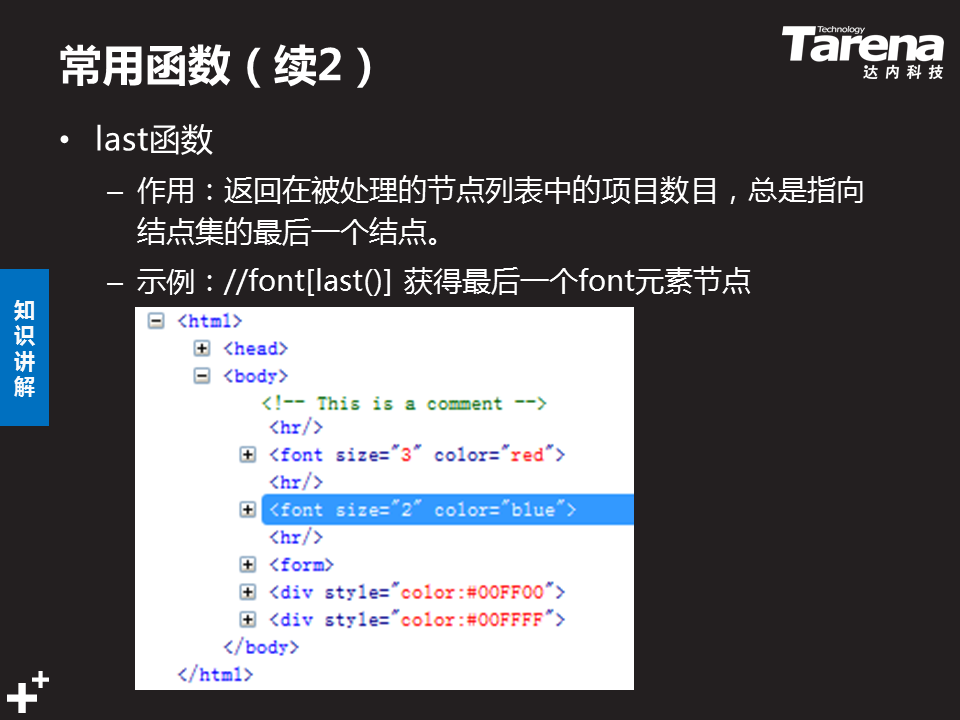 常用函数（续2）
Technology
Tarena
达内科技
• last函数
– 作用：返回在被处理的节点列表中的项目数目，总是指向
结点集的最后一个结点。
– 示例：//font[last()] 获得最后一个font元素节点
知识讲解
<html>
<head>
<body>
<!-- This is a comment -->
<hr/>
<font size="3" color="red">
<hr/>
<font size="2" color="blue">
<hr/>
<form>
<div style="color:#00FF00">
<div style="color:#00FFFF">
</body>
</html>